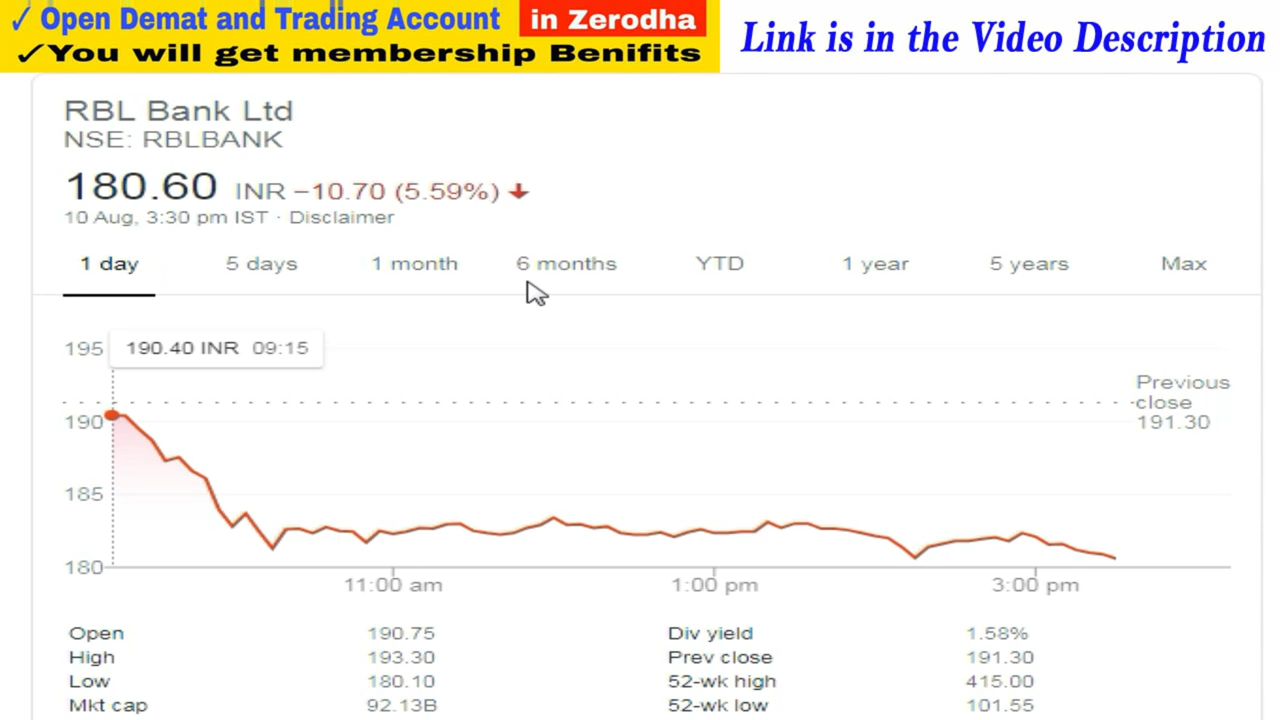 ✓ Open Demat and Trading Account in Zerodha
✓You will get membership Benifits
Link is in the Video Description
RBL Bank Ltd
NSE: RBLBANK
180.60 INR −10.70 (5.59%) ↓
10 Aug, 3:30 pm IST · Disclaimer
1 day 5 days 1 month 6 months YTD 1 year 5 years Max
195 190.40 INR 09:15
Previous
close
190 191.30
185
180
11:00 am 1:00 pm 3:00 pm
Open 190.75 Div yield 1.58%
High 193.30 Prev close 191.30
Low 180.10 52-wk high 415.00
Mkt cap 92.13B 52-wk low 101.55